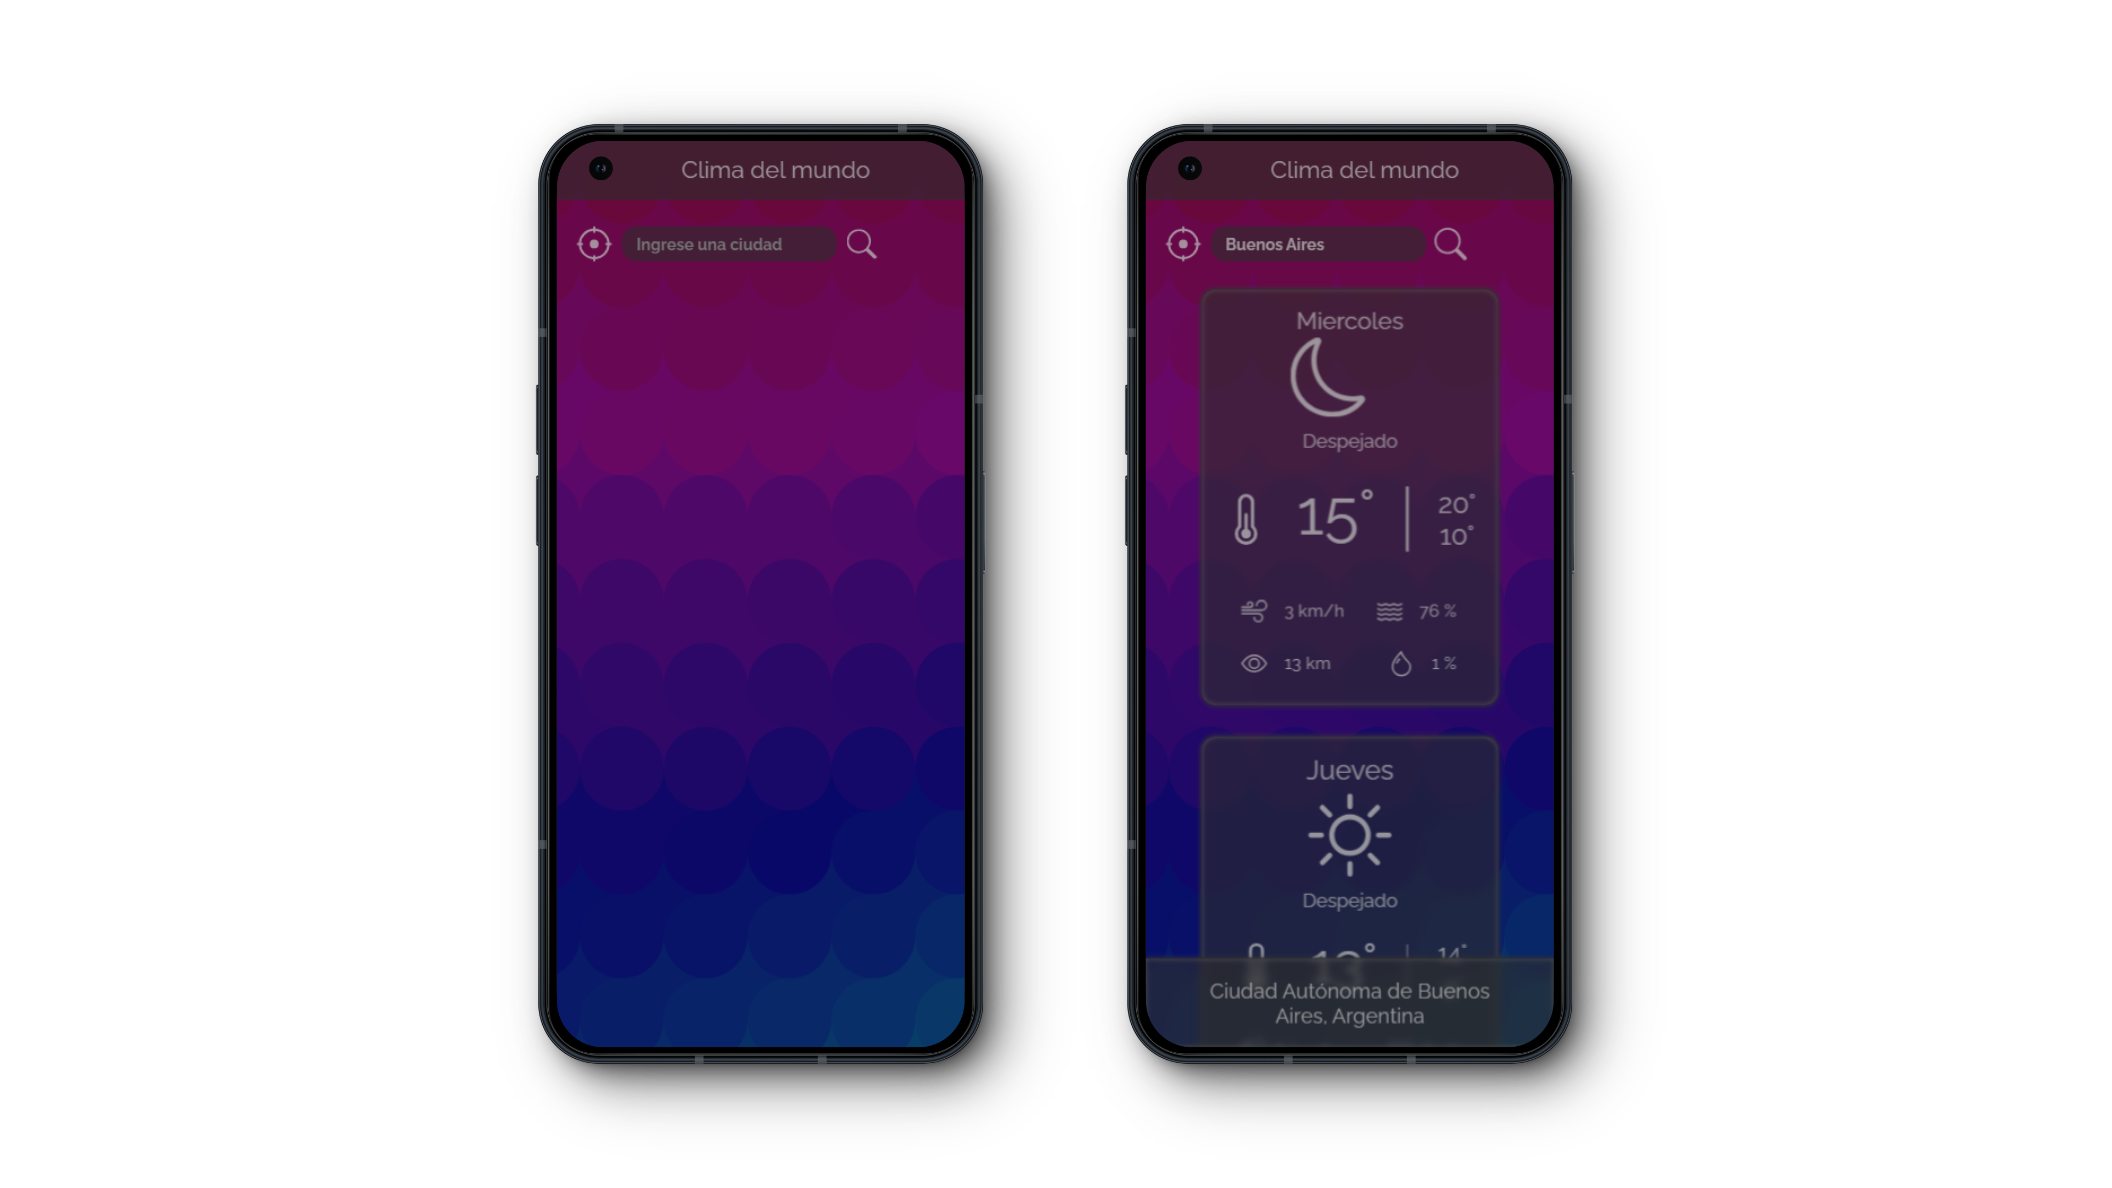 Clima del mundo
Ingrese una ciudad
Clima del mundo
Buenos Aires
Miercoles
Despejado
15° 20°
10°
3 km/h 76 %
13 km 1 %
Jueves
Despejado
13° 14°
Ciudad Autónoma de Buenos
Aires, Argentina